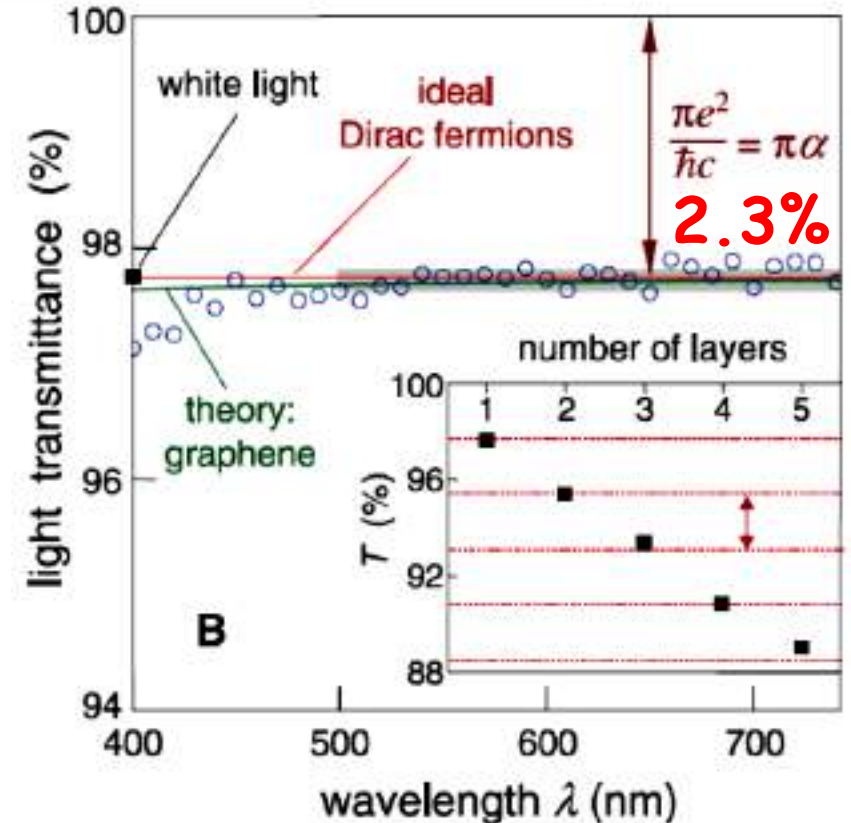 100
white light
ideal
Dirac fermions
πe²/ħc = πα
2.3%
light transmittance (%)
98
theory:
graphene
96
B
94
number of layers
100
1 2 3 4 5
96
T (%)
92
88
400 500 600 700
wavelength λ (nm)